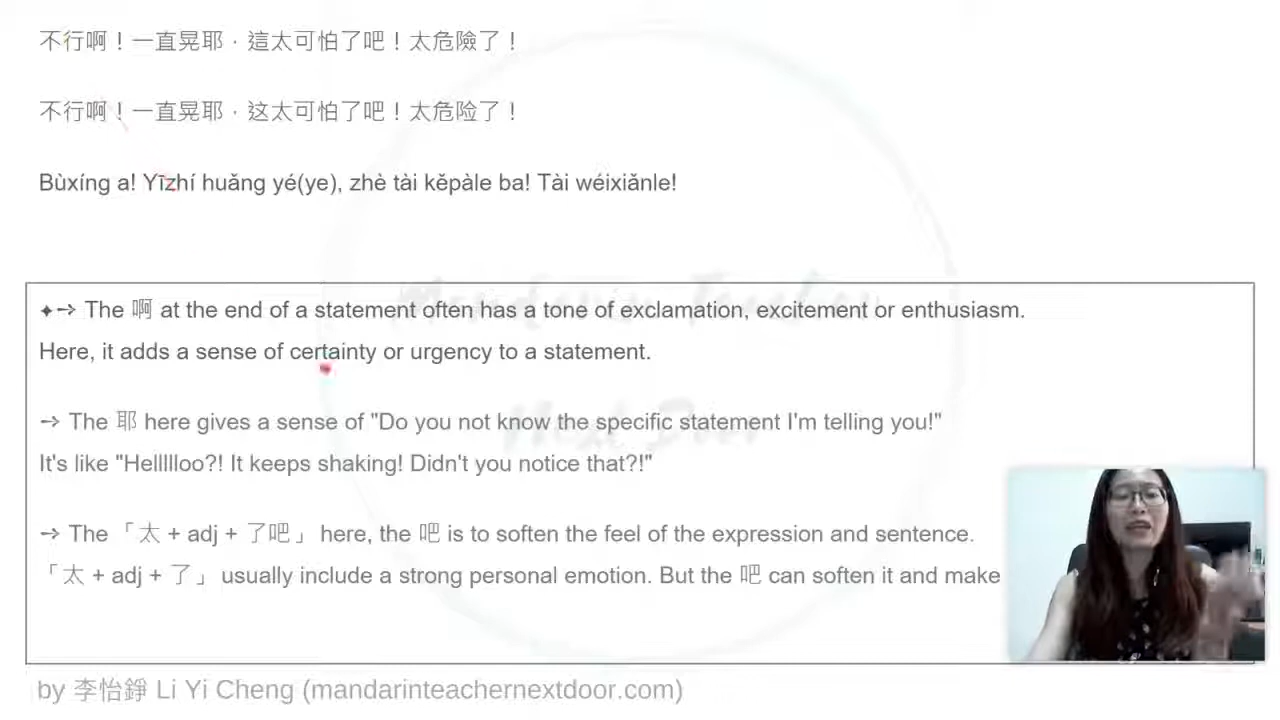 不行啊！一直晃耶，這太可怕了吧！太危險了！
不行啊！一直晃耶，这太可怕了吧！太危险了！
Bùxíng a! Yīzhí huǎng yé(ye), zhè tài kěpàle ba! Tài wéixiǎnle!
✦➺ The 啊 at the end of a statement often has a tone of exclamation, excitement or enthusiasm.
Here, it adds a sense of certainty or urgency to a statement.
➺ The 耶 here gives a sense of "Do you not know the specific statement I'm telling you!"
It's like "Hellllloo?! It keeps shaking! Didn't you notice that?!"
➺ The 「太 + adj + 了吧」 here, the 吧 is to soften the feel of the expression and sentence.
「太 + adj + 了」 usually include a strong personal emotion. But the 吧 can soften it and make
by 李怡錚 Li Yi Cheng (mandarinteachernextdoor.com)
Mandarin Teacher
Next Door